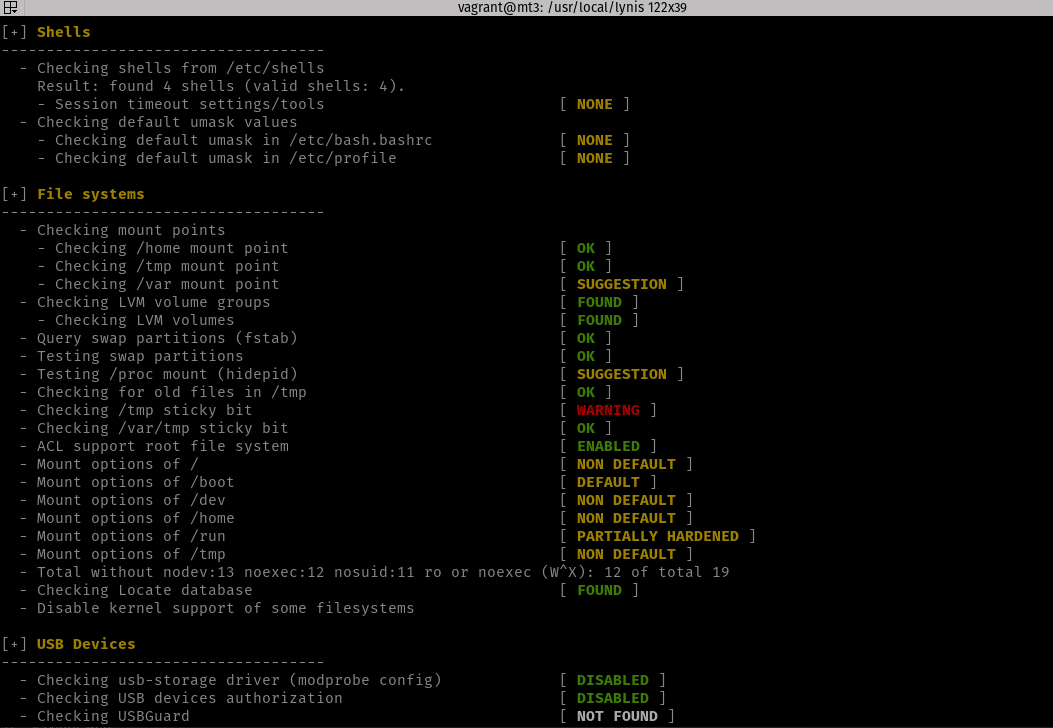 vagrant@mt3: /usr/local/lynis 122x39
[+] Shells
------------------------------------
  - Checking shells from /etc/shells
    Result: found 4 shells (valid shells: 4).
    - Session timeout settings/tools                          [ NONE ]
  - Checking default umask values
    - Checking default umask in /etc/bash.bashrc              [ NONE ]
    - Checking default umask in /etc/profile                  [ NONE ]
[+] File systems
------------------------------------
  - Checking mount points
    - Checking /home mount point                              [ OK ]
    - Checking /tmp mount point                               [ OK ]
    - Checking /var mount point                               [ SUGGESTION ]
  - Checking LVM volume groups                                [ FOUND ]
    - Checking LVM volumes                                    [ FOUND ]
  - Query swap partitions (fstab)                             [ OK ]
  - Testing swap partitions                                   [ OK ]
  - Testing /proc mount (hidepid)                             [ SUGGESTION ]
  - Checking for old files in /tmp                            [ OK ]
  - Checking /tmp sticky bit                                  [ WARNING ]
  - Checking /var/tmp sticky bit                              [ OK ]
  - ACL support root file system                              [ ENABLED ]
  - Mount options of /                                        [ NON DEFAULT ]
  - Mount options of /boot                                    [ DEFAULT ]
  - Mount options of /dev                                     [ NON DEFAULT ]
  - Mount options of /home                                    [ NON DEFAULT ]
  - Mount options of /run                                     [ PARTIALLY HARDENED ]
  - Mount options of /tmp                                     [ NON DEFAULT ]
  - Total without nodev:13 noexec:12 nosuid:11 ro or noexec (W^X): 12 of total 19
  - Checking Locate database                                  [ FOUND ]
  - Disable kernel support of some filesystems
[+] USB Devices
------------------------------------
  - Checking usb-storage driver (modprobe config)             [ DISABLED ]
  - Checking USB devices authorization                        [ DISABLED ]
  - Checking USBGuard                                         [ NOT FOUND ]